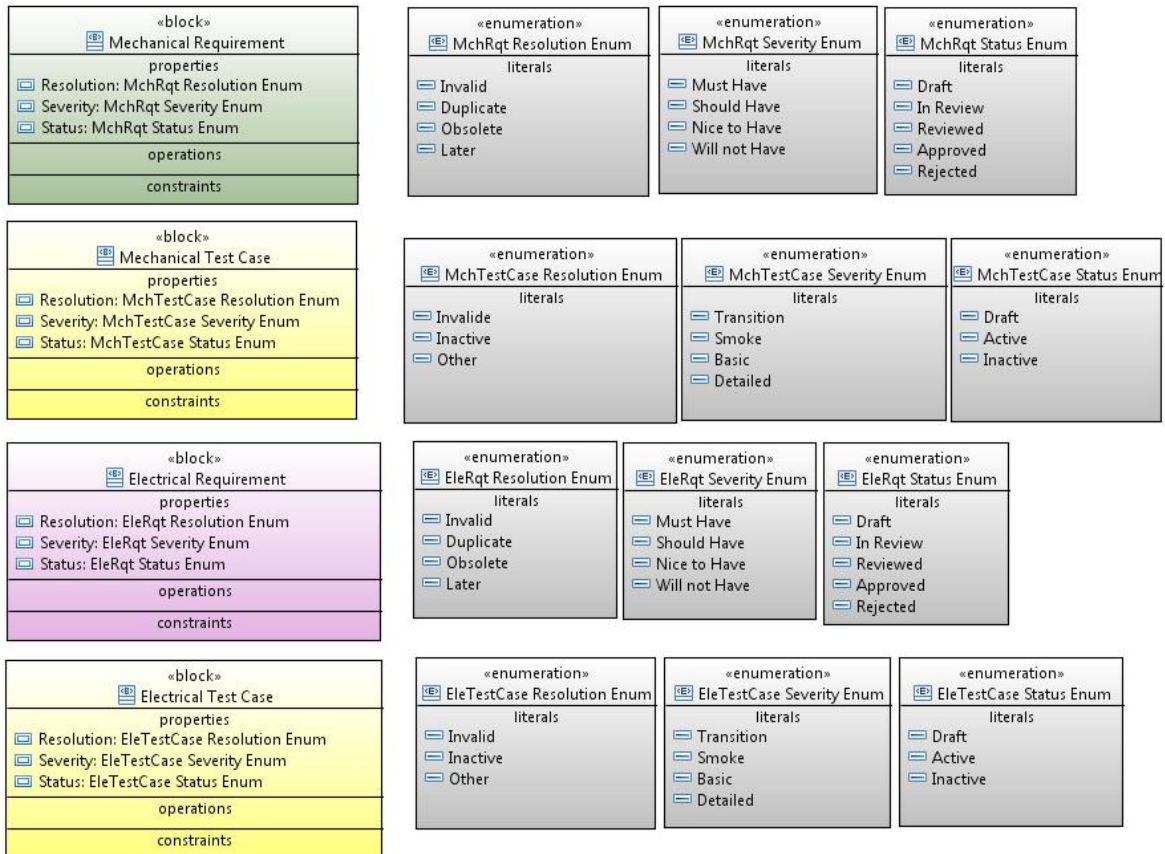 «block»
Mechanical Requirement
properties
Resolution: MchRqt Resolution Enum
Severity: MchRqt Severity Enum
Status: MchRqt Status Enum
operations
constraints
«enumeration»
MchRqt Resolution Enum
literals
Invalid
Duplicate
Obsolete
Later
«enumeration»
MchRqt Severity Enum
literals
Must Have
Should Have
Nice to Have
Will not Have
«enumeration»
MchRqt Status Enum
literals
Draft
In Review
Reviewed
Approved
Rejected
«block»
Mechanical Test Case
properties
Resolution: MchTestCase Resolution Enum
Severity: MchTestCase Severity Enum
Status: MchTestCase Status Enum
operations
constraints
«enumeration»
MchTestCase Resolution Enum
literals
Invalide
Inactive
Other
«enumeration»
MchTestCase Severity Enum
literals
Transition
Smoke
Basic
Detailed
«enumeration»
MchTestCase Status Enum
literals
Draft
Active
Inactive
«block»
Electrical Requirement
properties
Resolution: EleRqt Resolution Enum
Severity: EleRqt Severity Enum
Status: EleRqt Status Enum
operations
constraints
«enumeration»
EleRqt Resolution Enum
literals
Invalid
Duplicate
Obsolete
Later
«enumeration»
EleRqt Severity Enum
literals
Must Have
Should Have
Nice to Have
Will not Have
«enumeration»
EleRqt Status Enum
literals
Draft
In Review
Reviewed
Approved
Rejected
«block»
Electrical Test Case
properties
Resolution: EleTestCase Resolution Enum
Severity: EleTestCase Severity Enum
Status: EleTestCase Status Enum
operations
constraints
«enumeration»
EleTestCase Resolution Enum
literals
Invalid
Inactive
Other
«enumeration»
EleTestCase Severity Enum
literals
Transition
Smoke
Basic
Detailed
«enumeration»
EleTestCase Status Enum
literals
Draft
Active
Inactive